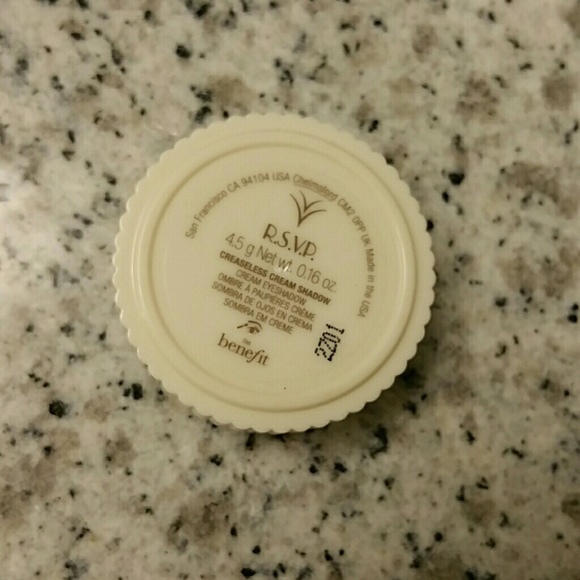 San Francisco CA 94104 USA Chelmsford CM2 0PP UK Made in the USA
R.S.V.P.
4.5 g Net wt. 0.16 oz.
CREASELESS CREAM SHADOW
CREAM EYESHADOW
OMBRE À PAUPIÈRES CRÈME
SOMBRA DE OJOS EN CREMA
SOMBRA EM CREME
benefit
2201